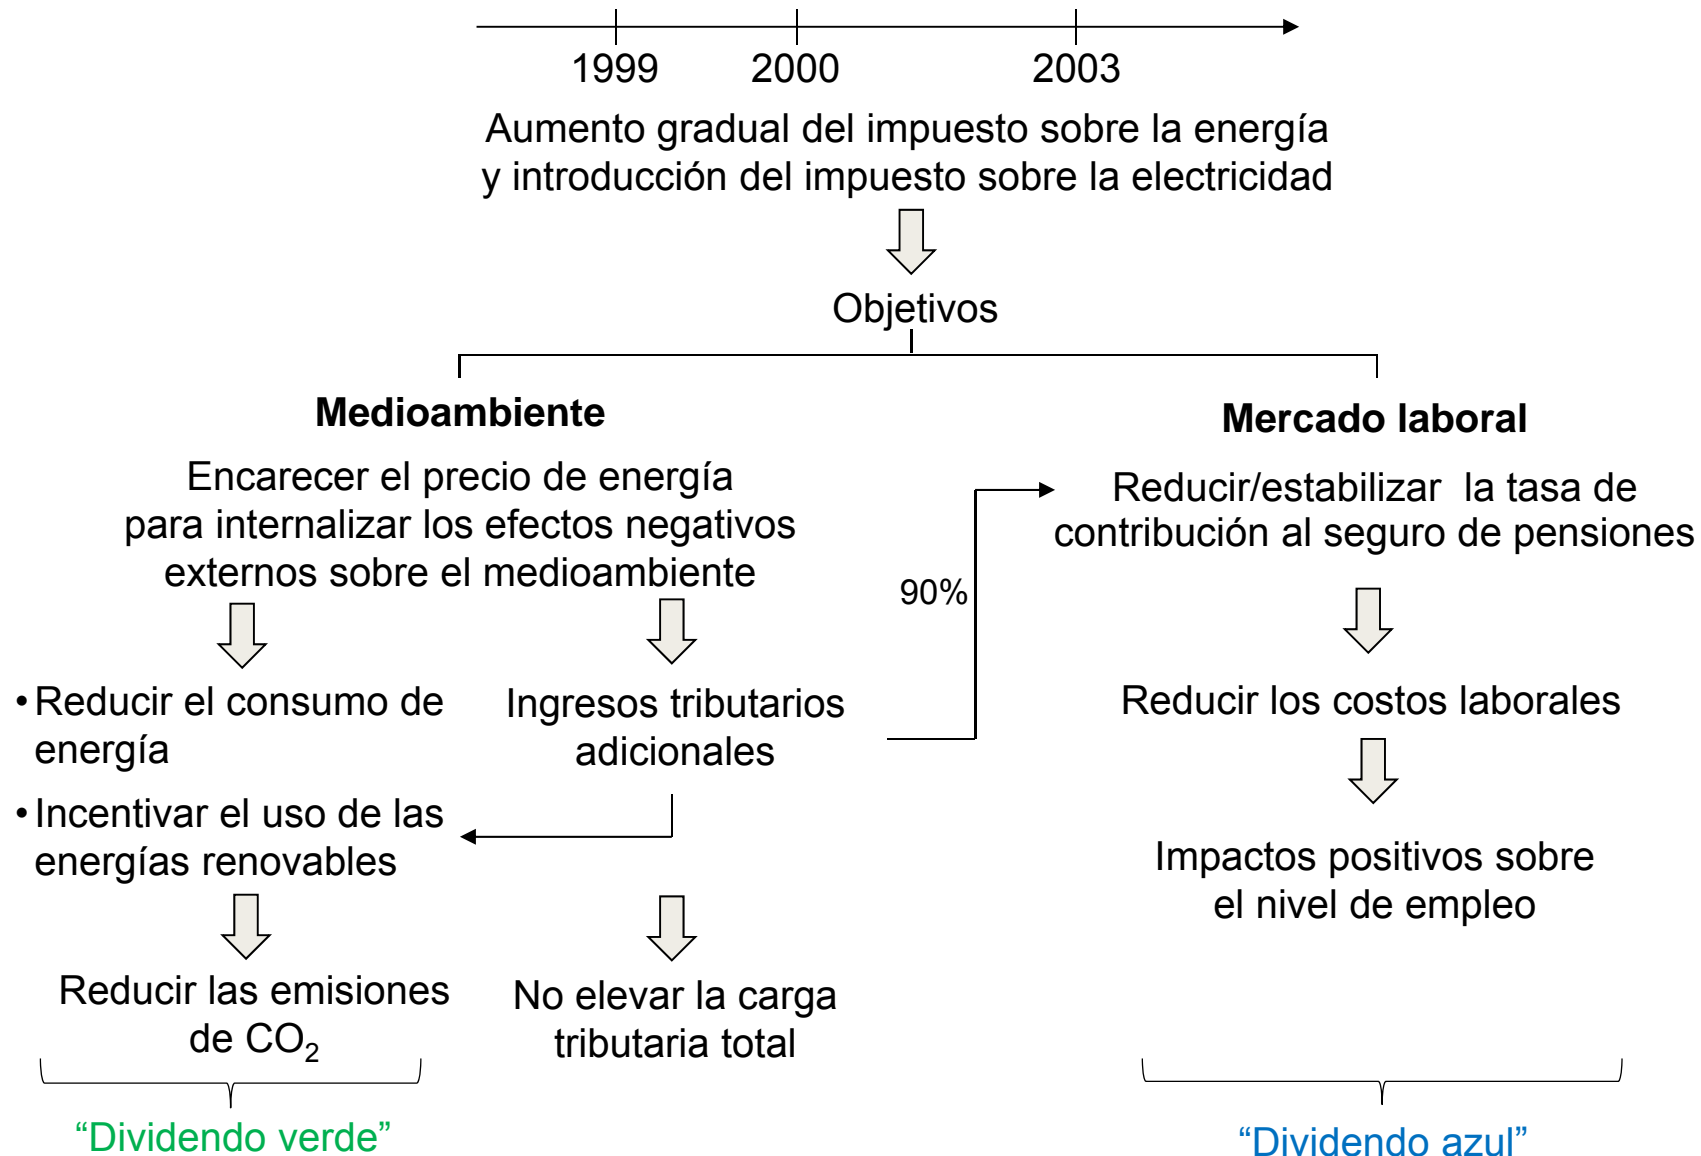 1999 2000 2003
Aumento gradual del impuesto sobre la energía
y introducción del impuesto sobre la electricidad
Objetivos
Medioambiente
Encarecer el precio de energía
para internalizar los efectos negativos
externos sobre el medioambiente
•Reducir el consumo de
energía
•Incentivar el uso de las
energías renovables
Reducir las emisiones
de CO₂
“Dividendo verde”
Ingresos tributarios
adicionales
No elevar la carga
tributaria total
90%
Mercado laboral
Reducir/estabilizar la tasa de
contribución al seguro de pensiones
Reducir los costos laborales
Impactos positivos sobre
el nivel de empleo
“Dividendo azul”